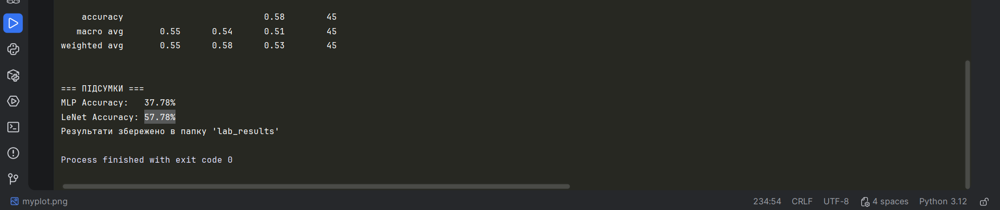 accuracy 0.58 45
macro avg 0.55 0.54 0.51 45
weighted avg 0.55 0.58 0.53 45
=== ПІДСУМКИ ===
MLP Accuracy: 37.78%
LeNet Accuracy: 57.78%
Результати збережено в папку 'lab_results'
Process finished with exit code 0
myplot.png 234:54 CRLF UTF-8 4 spaces Python 3.12